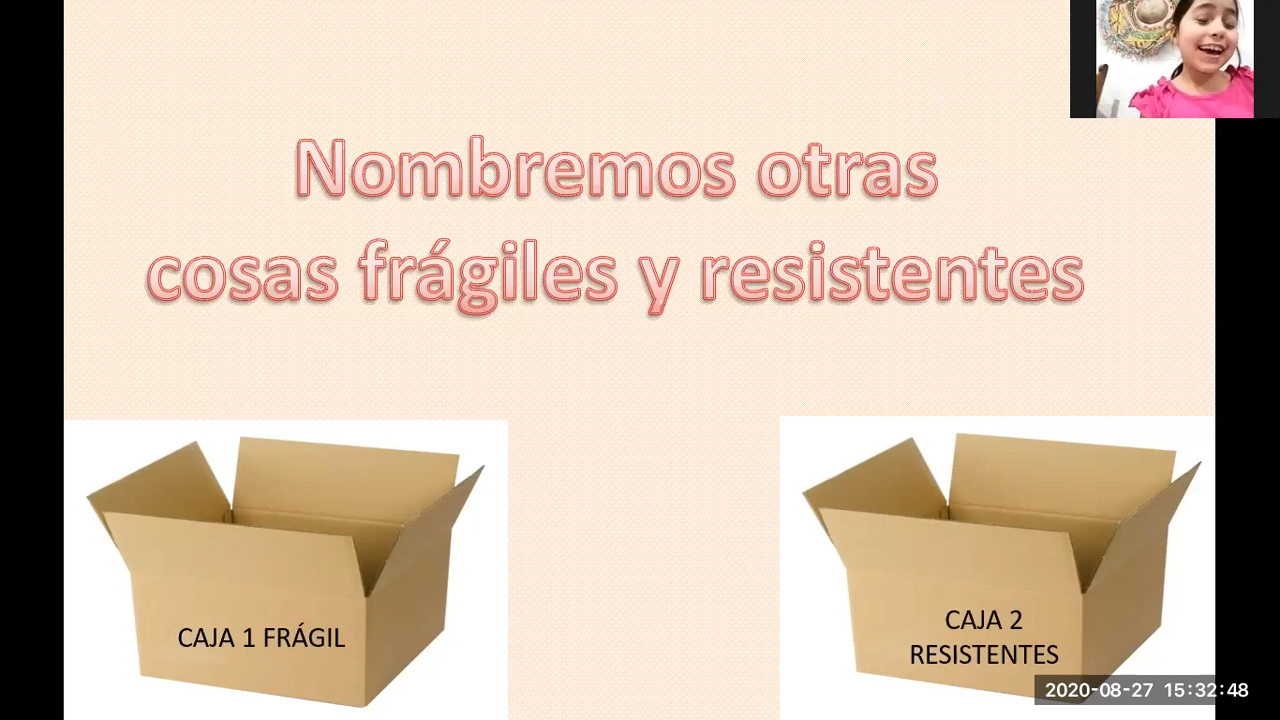 Nombremos otras
cosas frágiles y resistentes
CAJA 1 FRÁGIL
CAJA 2
RESISTENTES
2020-08-27 15:32:48